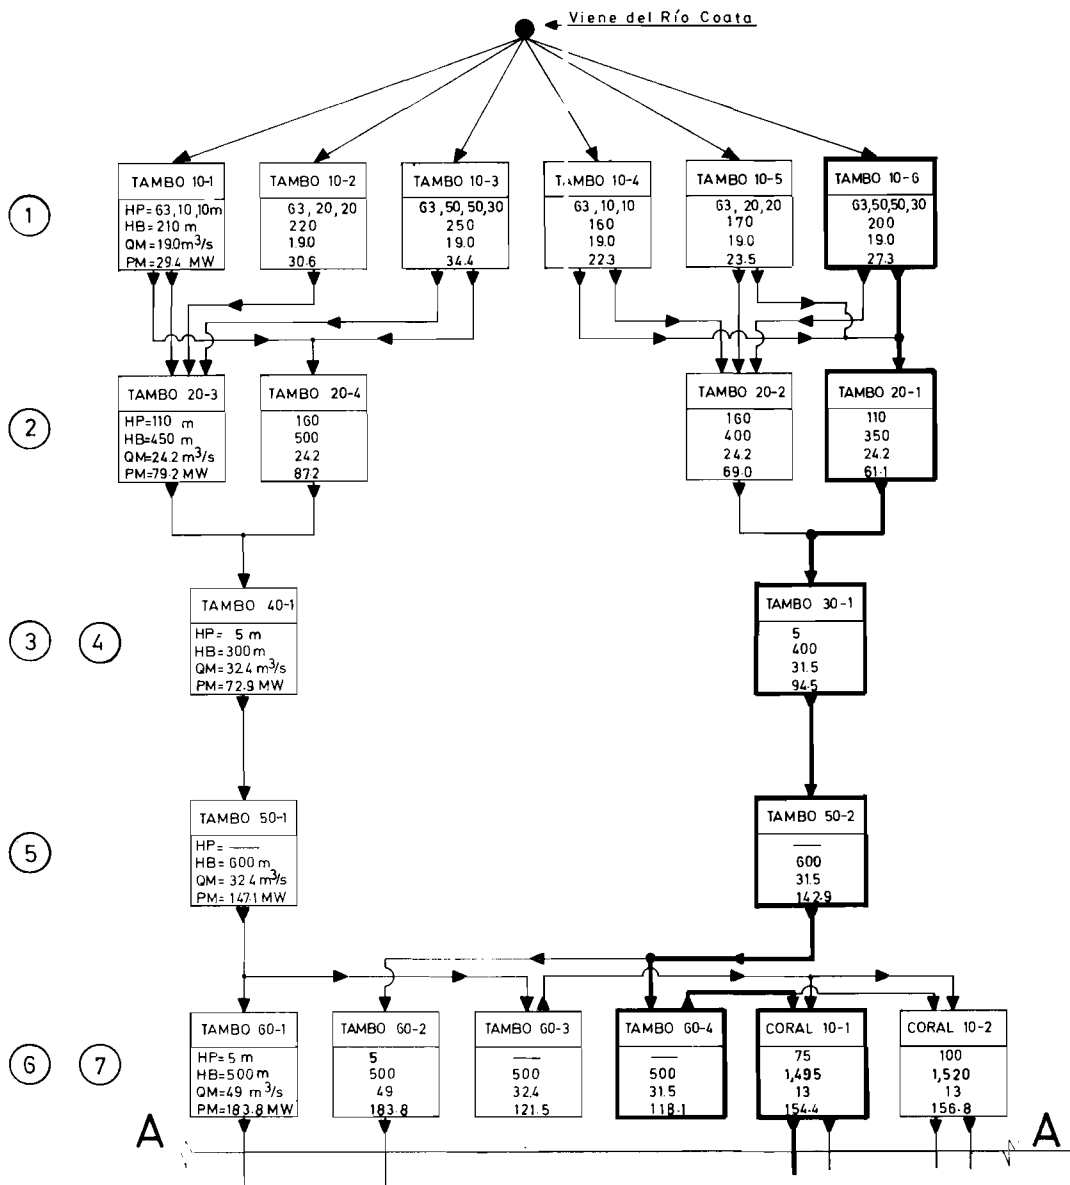 Viene del Río Coata
TAMBO 10-1
HP=63,10,10m
HB=210 m
QM=19.0m³/s
PM=29.4 MW
TAMBO 10-2
63,20,20
220
19.0
30.6
TAMBO 10-3
63,50,50,30
250
19.0
34.4
TAMBO 10-4
63,10,10
160
19.0
22.3
TAMBO 10-5
63,20,20
170
19.0
23.5
TAMBO 10-6
63,50,50,30
200
19.0
27.3
1
TAMBO 20-3
HP=110 m
HB=450 m
QM=24.2 m³/s
PM=79.2 MW
TAMBO 20-4
160
500
24.2
87.2
TAMBO 20-2
160
400
24.2
69.0
TAMBO 20-1
110
350
24.2
61.1
2
TAMBO 40-1
HP= 5 m
HB=300m
QM=32.4 m³/s
PM=72.9 MW
TAMBO 30-1
5
400
31.5
94.5
3 4
TAMBO 50-1
HP= —
HB= 600 m
QM= 32.4 m³/s
PM= 147.1 MW
TAMBO 50-2
—
600
31.5
142.9
5
TAMBO 60-1
HP=5 m
HB=500m
QM=49 m³/s
PM=183.8 MW
TAMBO 60-2
5
500
49
183.8
TAMBO 60-3
—
500
32.4
121.5
TAMBO 60-4
—
500
31.5
118.1
CORAL 10-1
75
1,495
13
154.4
CORAL 10-2
100
1,520
13
156.8
6 7
A A